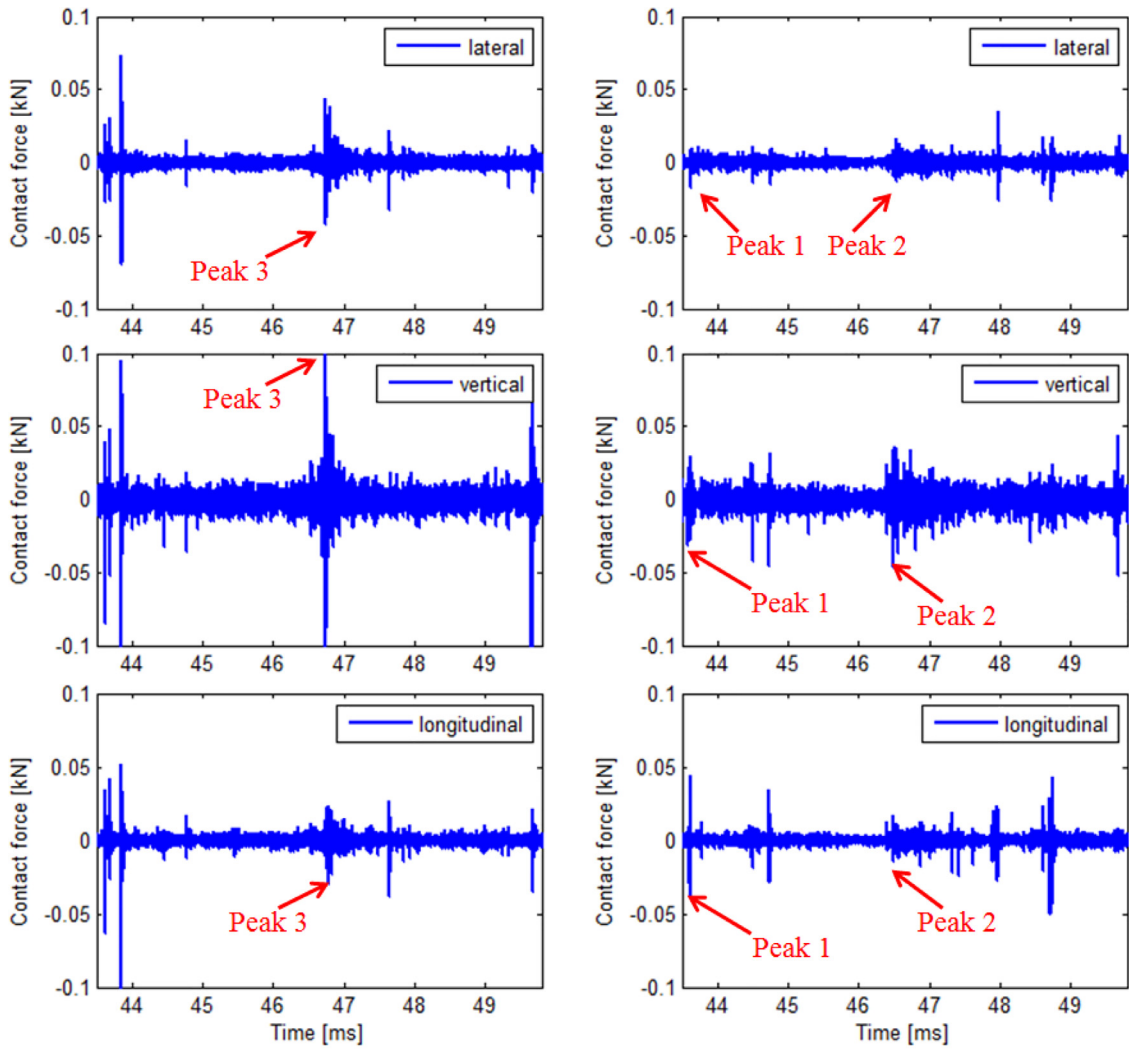 0.1
0.05
0
-0.05
-0.1
Contact force [kN]
lateral
Peak 3
44 45 46 47 48 49
0.1
0.05
0
-0.05
-0.1
Contact force [kN]
lateral
Peak 1 Peak 2
44 45 46 47 48 49
0.1
0.05
0
-0.05
-0.1
Contact force [kN]
vertical
Peak 3
44 45 46 47 48 49
0.1
0.05
0
-0.05
-0.1
Contact force [kN]
vertical
Peak 1
Peak 2
44 45 46 47 48 49
0.1
0.05
0
-0.05
-0.1
Contact force [kN]
longitudinal
Peak 3
44 45 46 47 48 49
Time [ms]
0.1
0.05
0
-0.05
-0.1
Contact force [kN]
longitudinal
Peak 2
Peak 1
44 45 46 47 48 49
Time [ms]